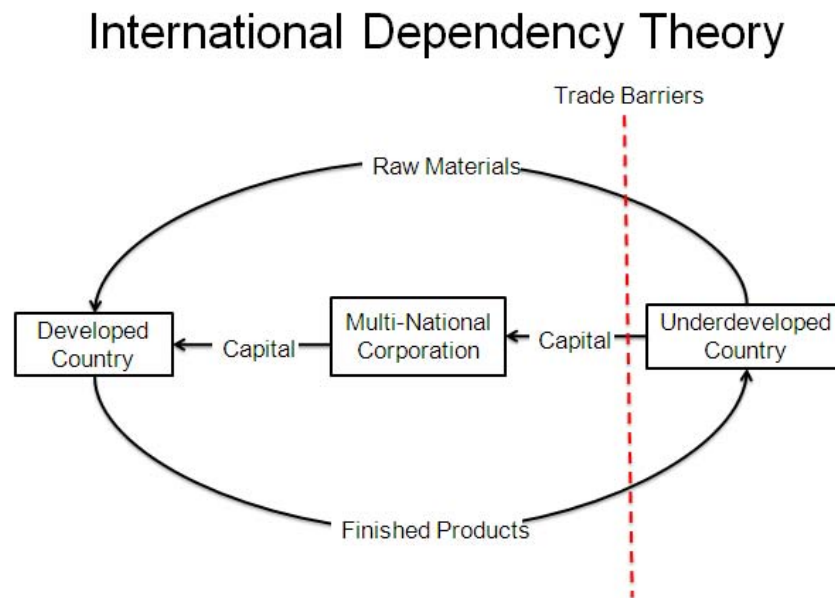 International Dependency Theory
Trade Barriers
Raw Materials
Developed
Country
Capital
Multi-National
Corporation
Capital
Underdeveloped
Country
Finished Products